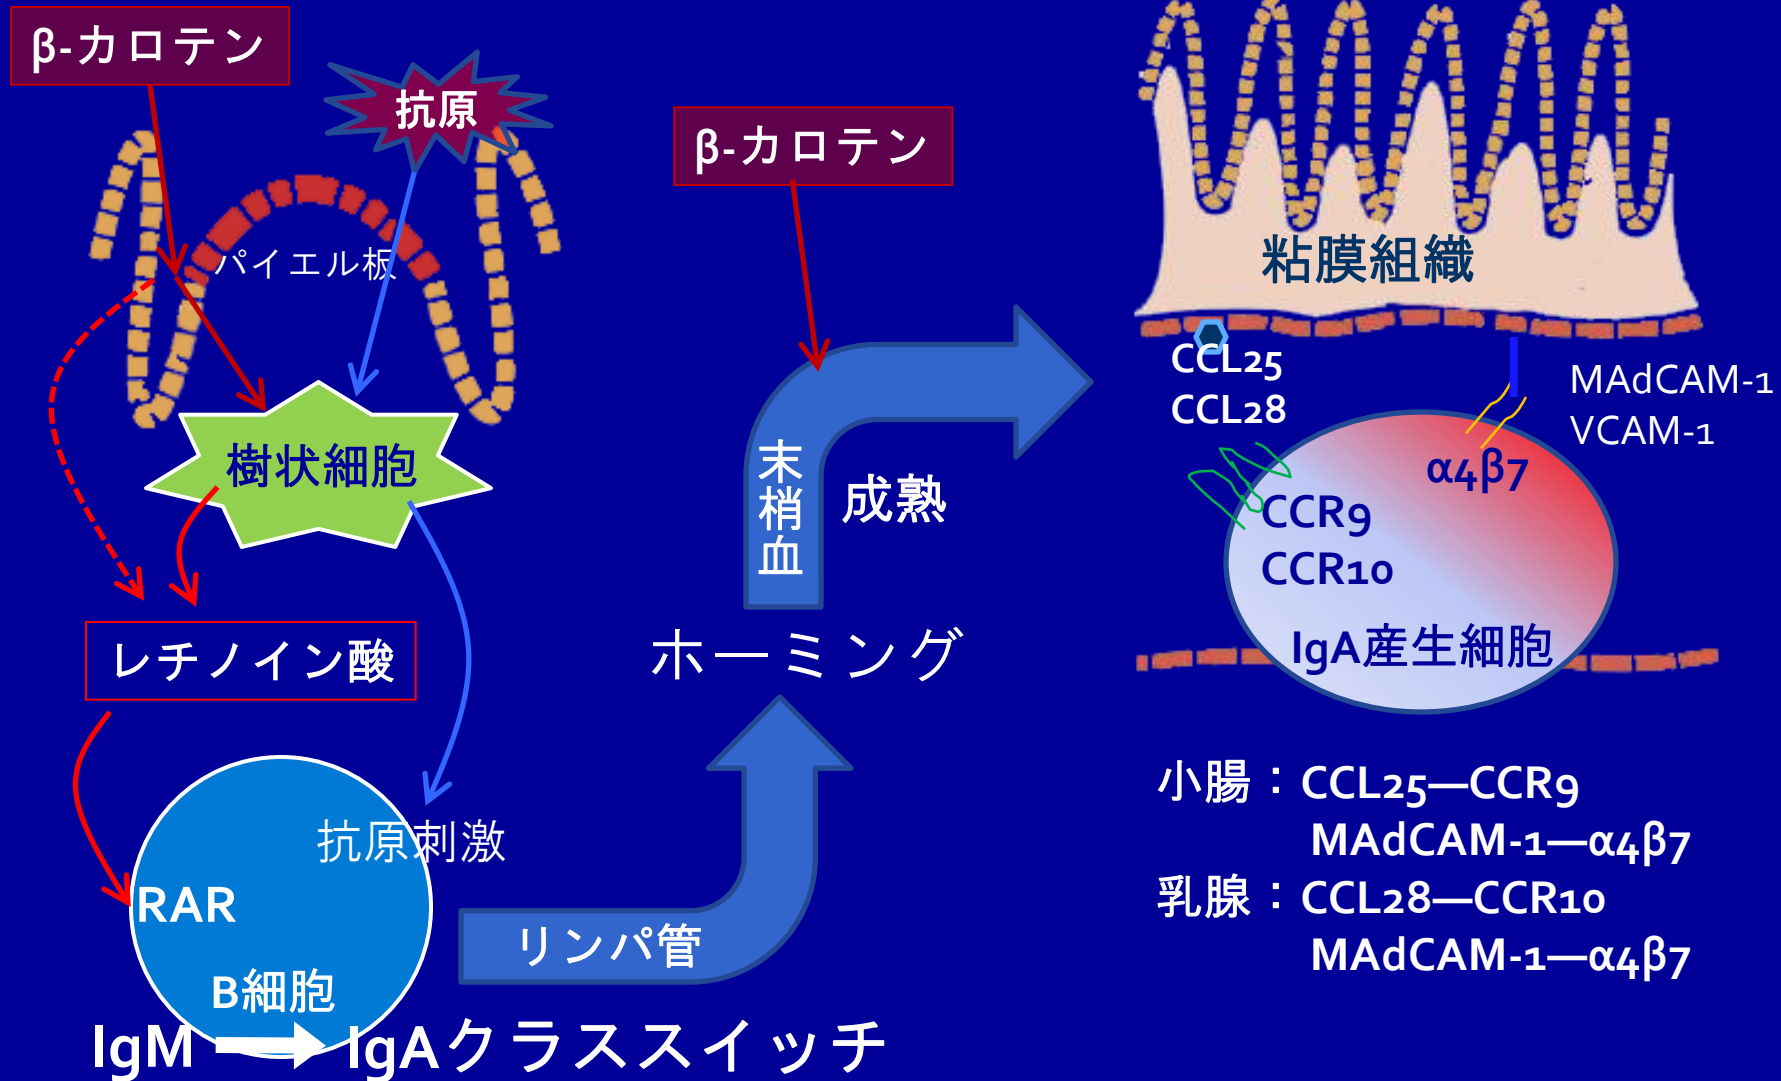 β-カロテン
抗原
パイエル板
樹状細胞
レチノイン酸
抗原刺激
RAR
B細胞
IgM IgAクラススイッチ
リンパ管
β-カロテン
末梢血
成熟
ホーミング
粘膜組織
CCL25
CCL28
MAdCAM-1
VCAM-1
α4β7
CCR9
CCR10
IgA産生細胞
小腸：CCL25―CCR9
MAdCAM-1―α4β7
乳腺：CCL28―CCR10
MAdCAM-1―α4β7